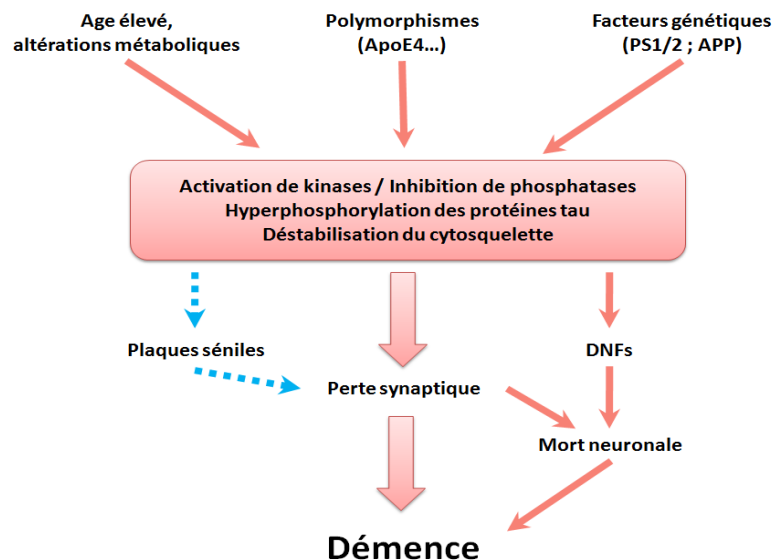 Age élevé,
altérations métaboliques
Polymorphismes
(ApoE4...)
Facteurs génétiques
(PS1/2 ; APP)
Activation de kinases / Inhibition de phosphatases
Hyperphosphorylation des protéines tau
Déstabilisation du cytosquelette
Plaques séniles
DNFs
Perte synaptique
Mort neuronale
Démence